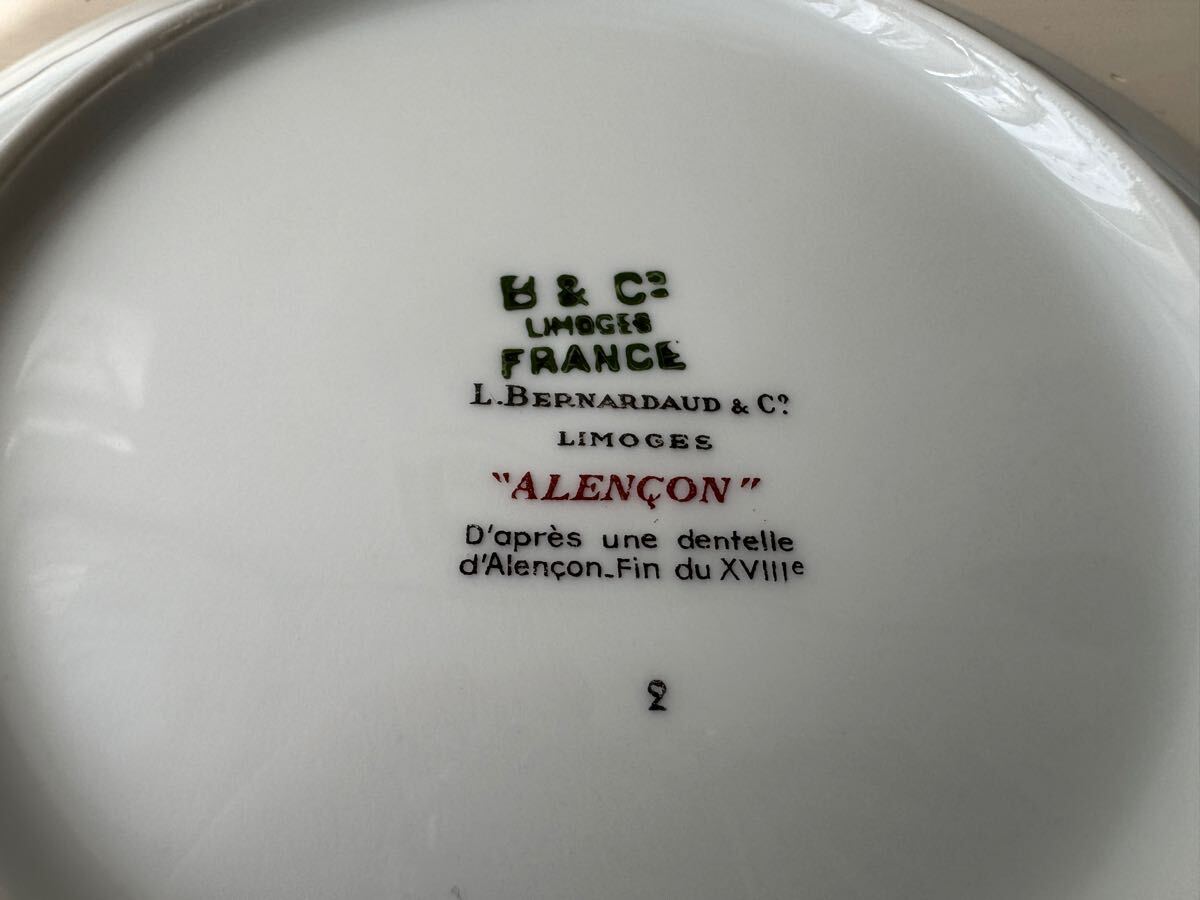 B & Cº
LIMOGES
FRANCE
L. BERNARDAUD & Cº
LIMOGES
"ALENÇON"
D'après une dentelle
d'Alençon_Fin du XVIIIe
2